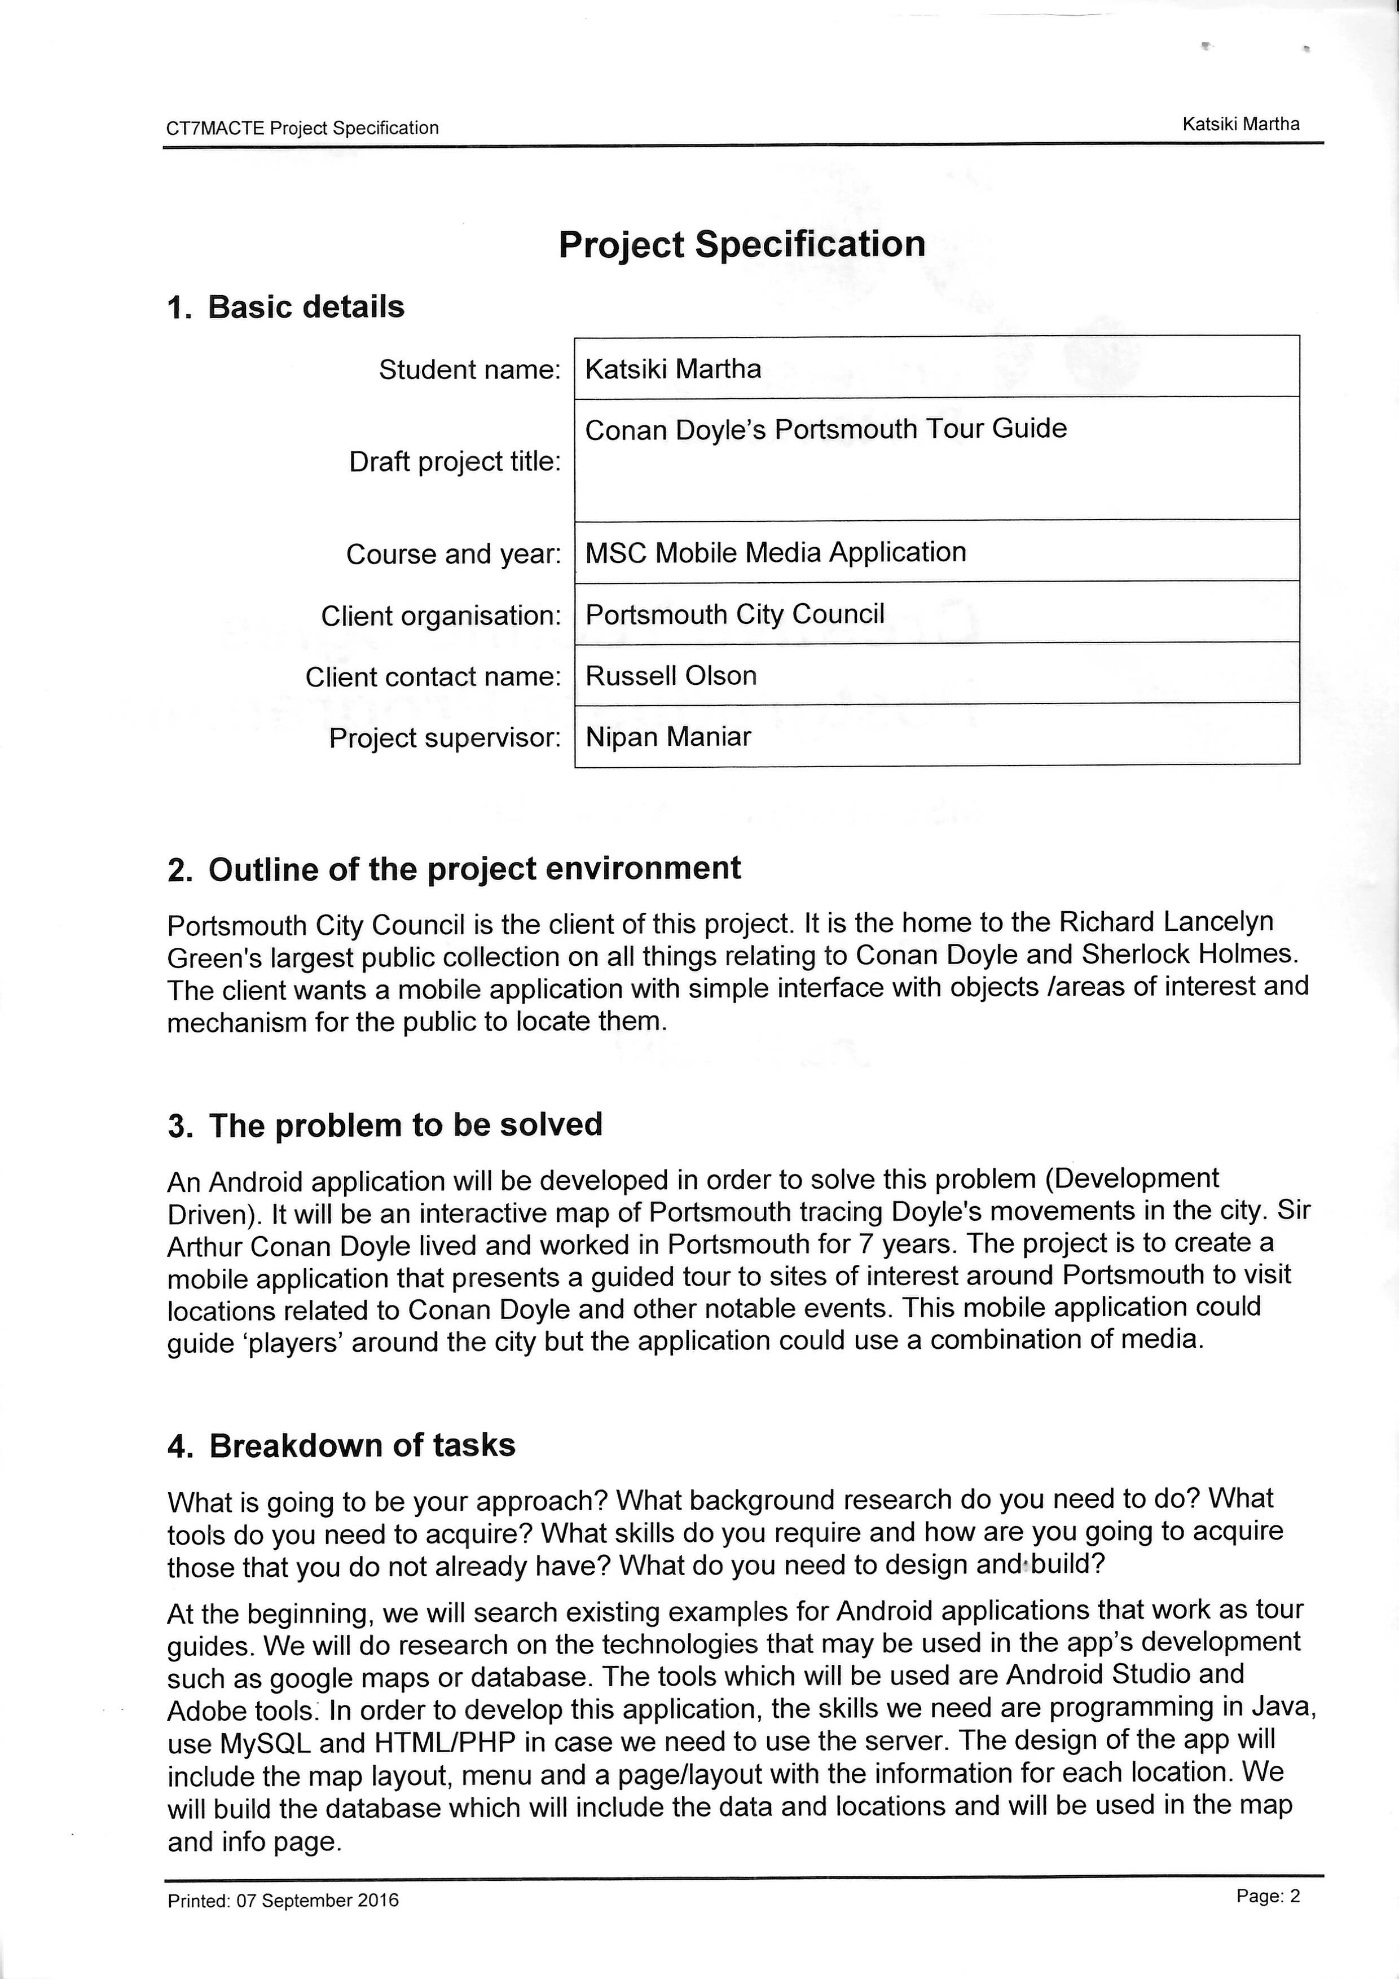 CT7MACTE Project Specification
Katsiki Martha
Project Specification
1. Basic details
Student name: Katsiki Martha
Draft project title: Conan Doyle’s Portsmouth Tour Guide
Course and year: MSC Mobile Media Application
Client organisation: Portsmouth City Council
Client contact name: Russell Olson
Project supervisor: Nipan Maniar
2. Outline of the project environment
Portsmouth City Council is the client of this project. It is the home to the Richard Lancelyn
Green's largest public collection on all things relating to Conan Doyle and Sherlock Holmes.
The client wants a mobile application with simple interface with objects /areas of interest and
mechanism for the public to locate them.
3. The problem to be solved
An Android application will be developed in order to solve this problem (Development
Driven). It will be an interactive map of Portsmouth tracing Doyle's movements in the city. Sir
Arthur Conan Doyle lived and worked in Portsmouth for 7 years. The project is to create a
mobile application that presents a guided tour to sites of interest around Portsmouth to visit
locations related to Conan Doyle and other notable events. This mobile application could
guide ‘players’ around the city but the application could use a combination of media.
4. Breakdown of tasks
What is going to be your approach? What background research do you need to do? What
tools do you need to acquire? What skills do you require and how are you going to acquire
those that you do not already have? What do you need to design and build?
At the beginning, we will search existing examples for Android applications that work as tour
guides. We will do research on the technologies that may be used in the app’s development
such as google maps or database. The tools which will be used are Android Studio and
Adobe tools. In order to develop this application, the skills we need are programming in Java,
use MySQL and HTML/PHP in case we need to use the server. The design of the app will
include the map layout, menu and a page/layout with the information for each location. We
will build the database which will include the data and locations and will be used in the map
and info page.
Printed: 07 September 2016
Page: 2